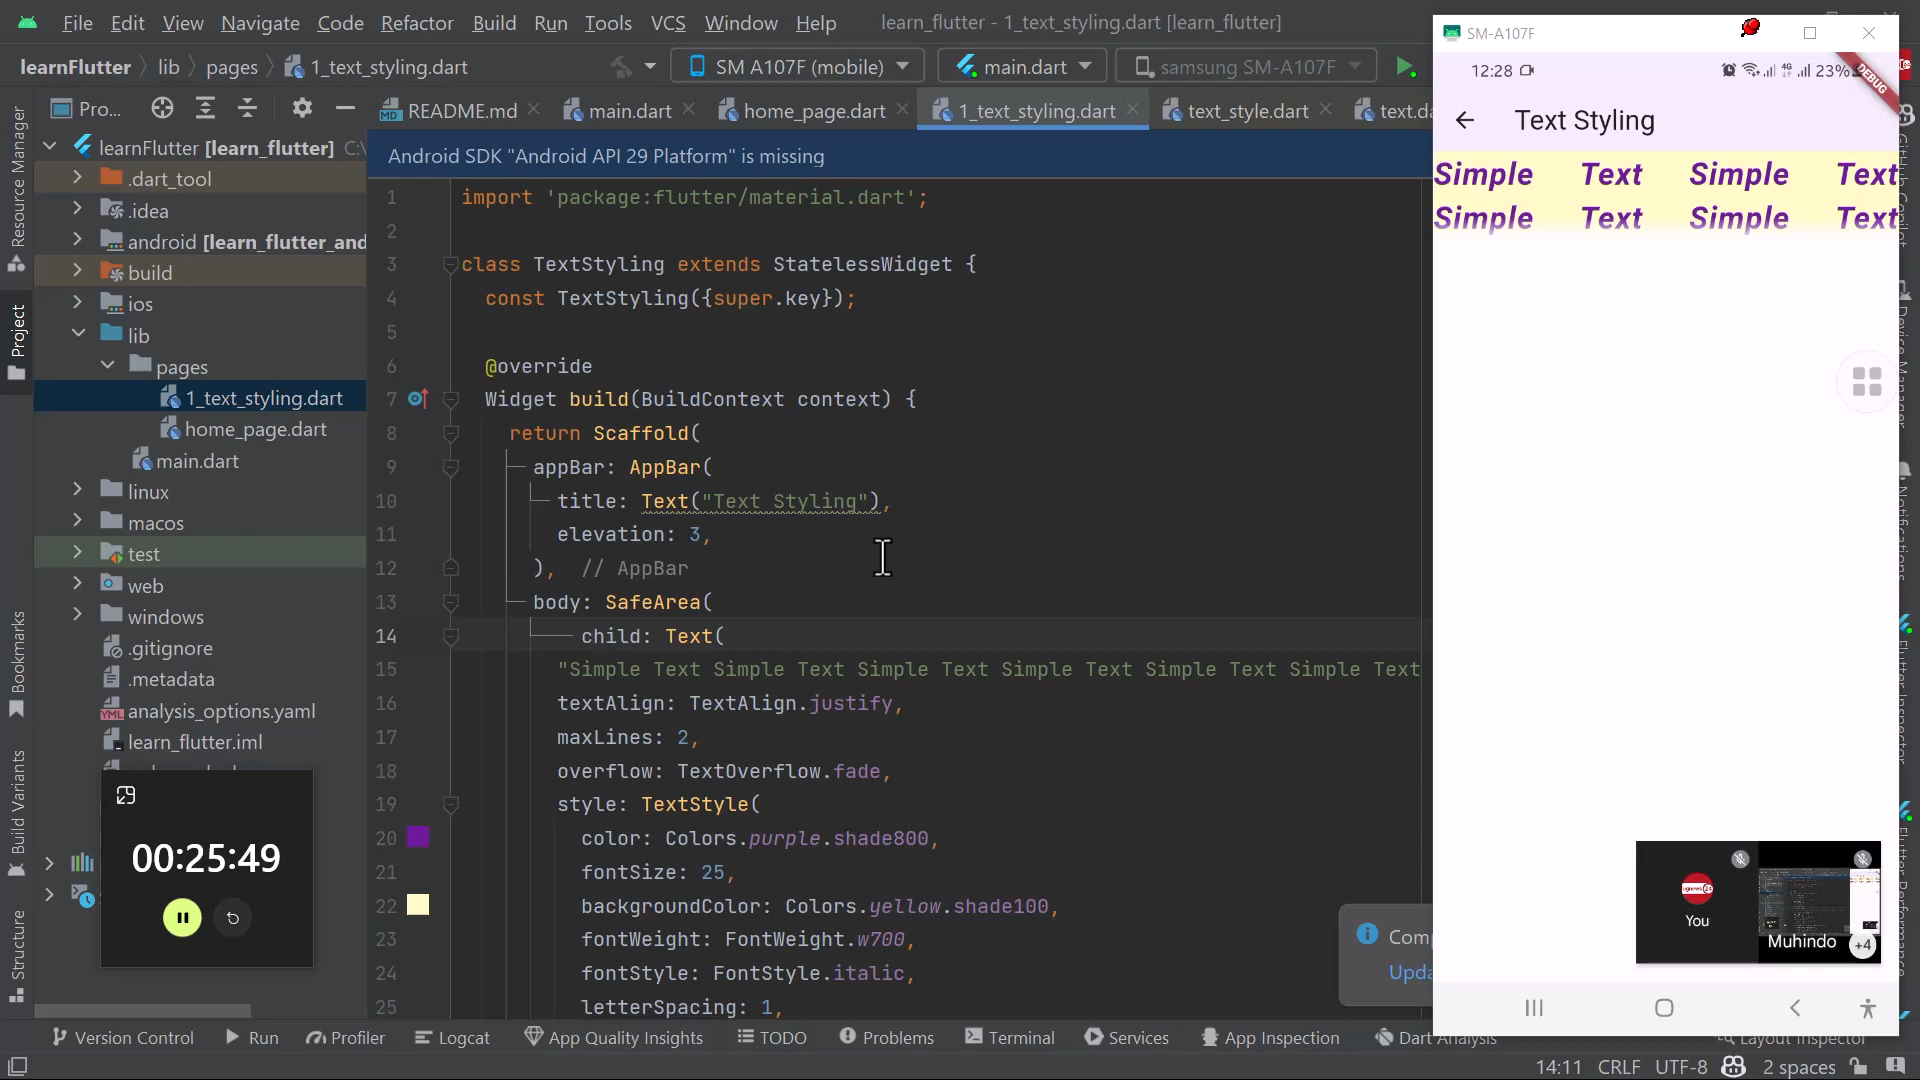 File Edit View Navigate Code Refactor Build Run Tools VCS Window Help learn_flutter - 1_text_styling.dart [learn_flutter]
learnFlutter lib pages 1_text_styling.dart SM A107F (mobile) main.dart samsung SM-A107F
Pro... README.md main.dart home_page.dart 1_text_styling.dart text_style.dart
Android SDK "Android API 29 Platform" is missing
Resource Manager
Project
Bookmarks
Build Variants
Structure
learnFlutter [learn_flutter]
.dart_tool
.idea
android [learn_flutter_and
build
ios
lib
pages
1_text_styling.dart
home_page.dart
main.dart
linux
macos
test
web
windows
.gitignore
.metadata
analysis_options.yaml
learn_flutter.iml
00:25:49
1 import 'package:flutter/material.dart';
2
3 class TextStyling extends StatelessWidget {
4 const TextStyling({super.key});
5
6 @override
7 Widget build(BuildContext context) {
8 return Scaffold(
9 appBar: AppBar(
10 title: Text("Text Styling"),
11 elevation: 3,
12 ), // AppBar
13 body: SafeArea(
14 child: Text(
15 "Simple Text Simple Text Simple Text Simple Text Simple Text Simple Text
16 textAlign: TextAlign.justify,
17 maxLines: 2,
18 overflow: TextOverflow.fade,
19 style: TextStyle(
20 color: Colors.purple.shade800,
21 fontSize: 25,
22 backgroundColor: Colors.yellow.shade100,
23 fontWeight: FontWeight.w700,
24 fontStyle: FontStyle.italic,
25 letterSpacing: 1,
SM-A107F
12:28 4G 23%
DEBUG
Text Styling
Simple Text Simple Text
Simple Text Simple Text
You
Muhindo
+4
Version Control Run Profiler Logcat App Quality Insights TODO Problems Terminal Services App Inspection Dart Analysis Layout Inspector
14:11 CRLF UTF-8 2 spaces